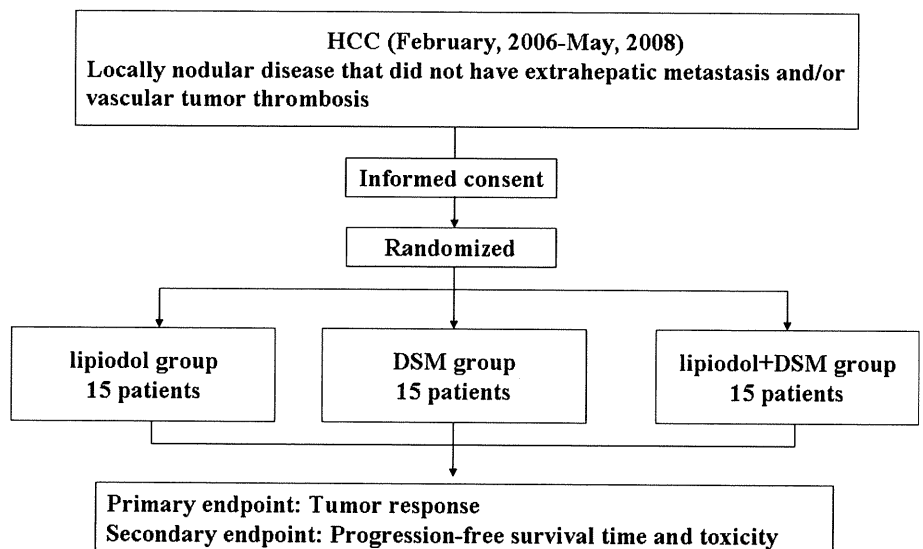 HCC (February, 2006-May, 2008)
Locally nodular disease that did not have extrahepatic metastasis and/or
vascular tumor thrombosis
Informed consent
Randomized
lipiodol group
15 patients
DSM group
15 patients
lipiodol+DSM group
15 patients
Primary endpoint: Tumor response
Secondary endpoint: Progression-free survival time and toxicity